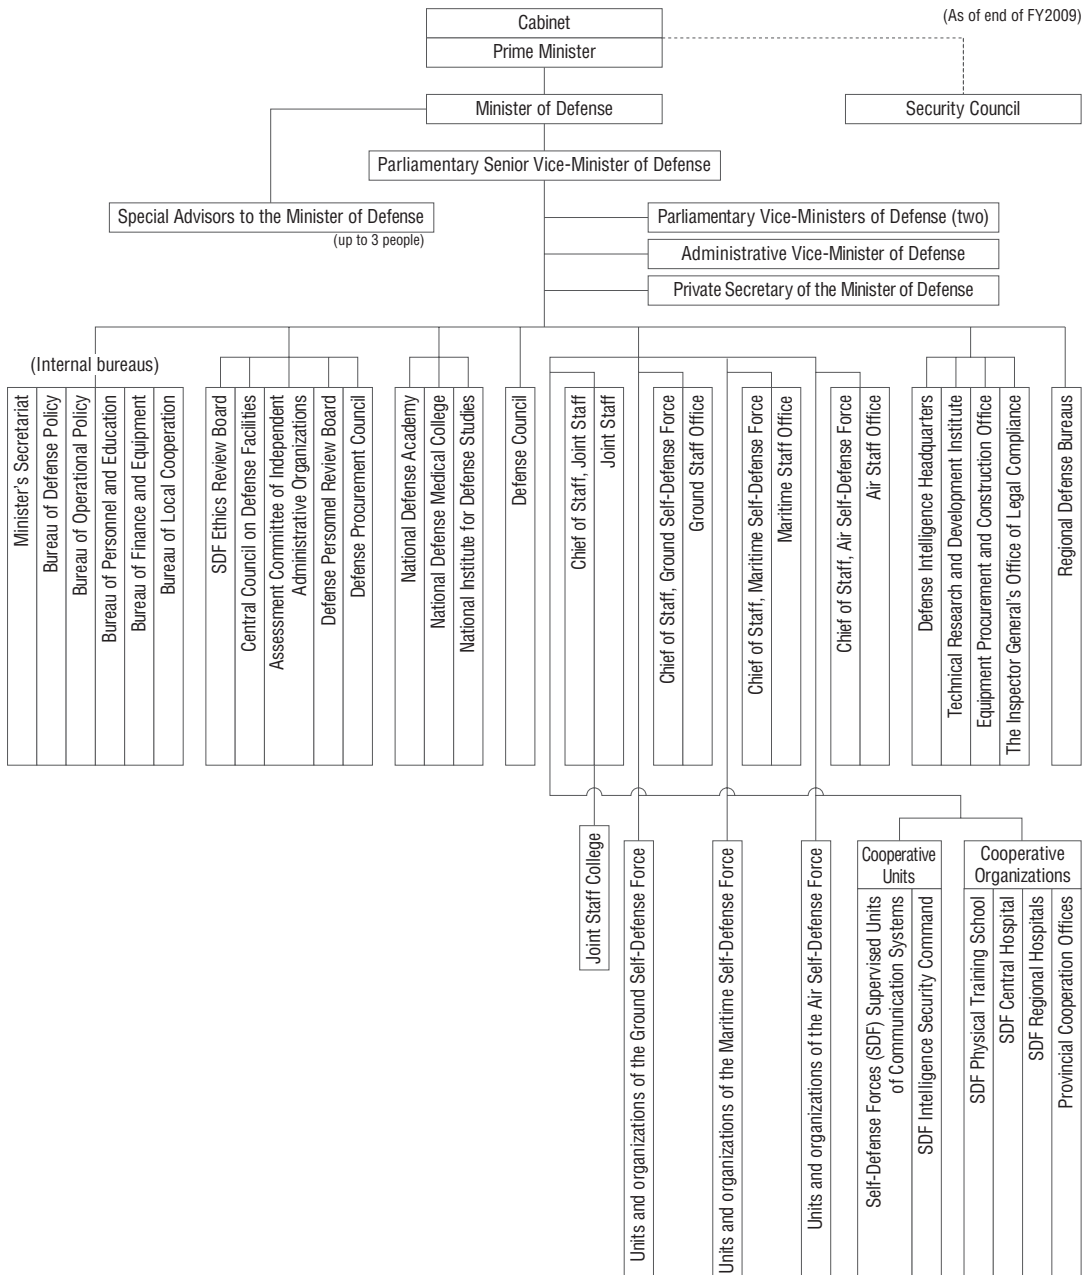 (As of end of FY2009)
Cabinet
Prime Minister
Minister of Defense
Security Council
Parliamentary Senior Vice-Minister of Defense
Special Advisors to the Minister of Defense
(up to 3 people)
Parliamentary Vice-Ministers of Defense (two)
Administrative Vice-Minister of Defense
Private Secretary of the Minister of Defense
(Internal bureaus)
Minister's Secretariat
Bureau of Defense Policy
Bureau of Operational Policy
Bureau of Personnel and Education
Bureau of Finance and Equipment
Bureau of Local Cooperation
SDF Ethics Review Board
Central Council on Defense Facilities
Assessment Committee of Independent
Administrative Organizations
Defense Personnel Review Board
Defense Procurement Council
National Defense Academy
National Defense Medical College
National Institute for Defense Studies
Defense Council
Chief of Staff, Joint Staff
Joint Staff
Chief of Staff, Ground Self-Defense Force
Ground Staff Office
Chief of Staff, Maritime Self-Defense Force
Maritime Staff Office
Chief of Staff, Air Self-Defense Force
Air Staff Office
Defense Intelligence Headquarters
Technical Research and Development Institute
Equipment Procurement and Construction Office
The Inspector General's Office of Legal Compliance
Regional Defense Bureaus
Joint Staff College
Units and organizations of the Ground Self-Defense Force
Units and organizations of the Maritime Self-Defense Force
Units and organizations of the Air Self-Defense Force
Cooperative
Units
Self-Defense Forces (SDF) Supervised Units
of Communication Systems
SDF Intelligence Security Command
Cooperative
Organizations
SDF Physical Training School
SDF Central Hospital
SDF Regional Hospitals
Provincial Cooperation Offices